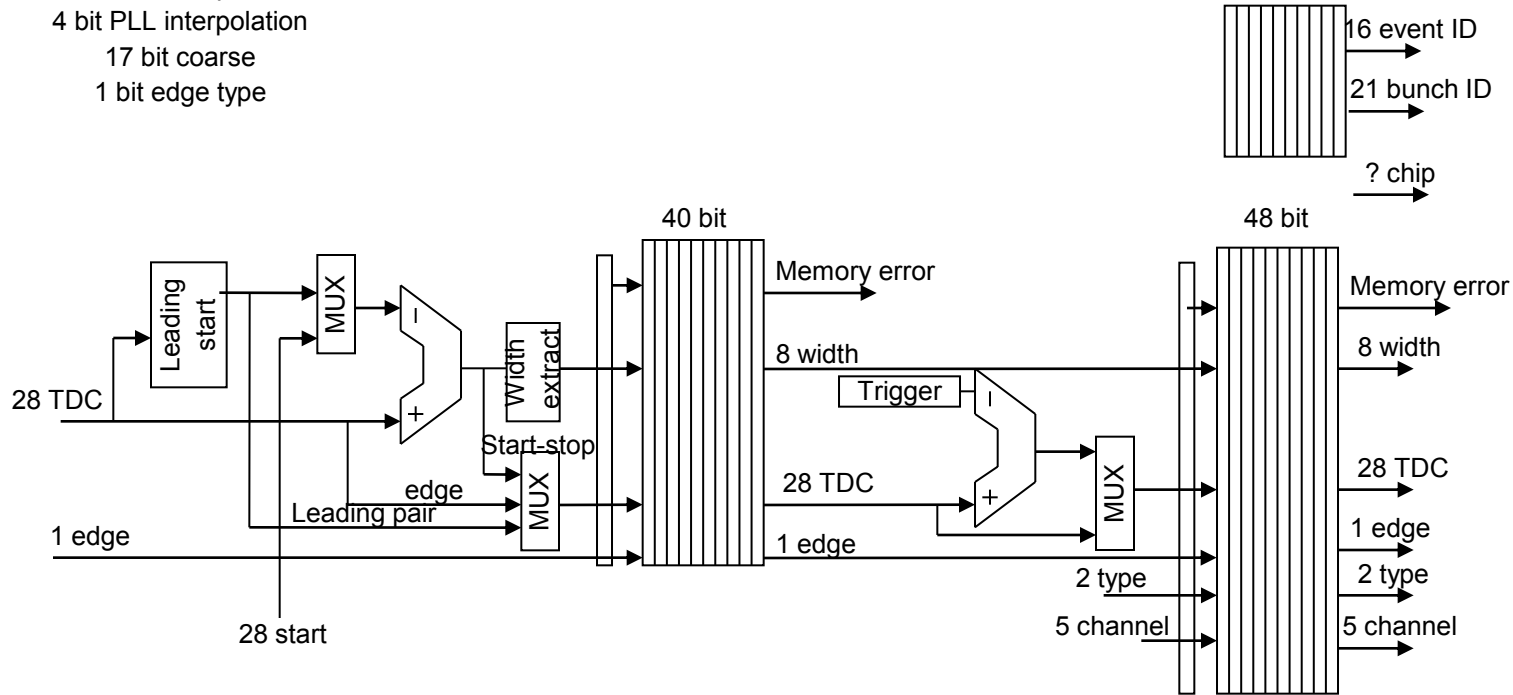 4 bit PLL interpolation
17 bit coarse
1 bit edge type
16 event ID
21 bunch ID
? chip
40 bit
48 bit
Memory error
Memory error
Leading
start
MUX
−
+
Width
extract
8 width
8 width
Trigger
−
+
28 TDC
Start-stop
MUX
edge
Leading pair
28 TDC
MUX
28 TDC
1 edge
1 edge
1 edge
2 type
2 type
28 start
5 channel
5 channel